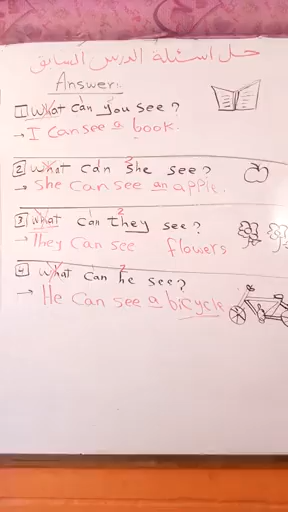 حل اسئلة الدرس السابق
Answer:
1 What can you see?
→ I can see a book.
2 What can she see?
→ She can see an apple.
3 What can they see?
→ They can see flowers
4 What can he see?
→ He can see a bicycle